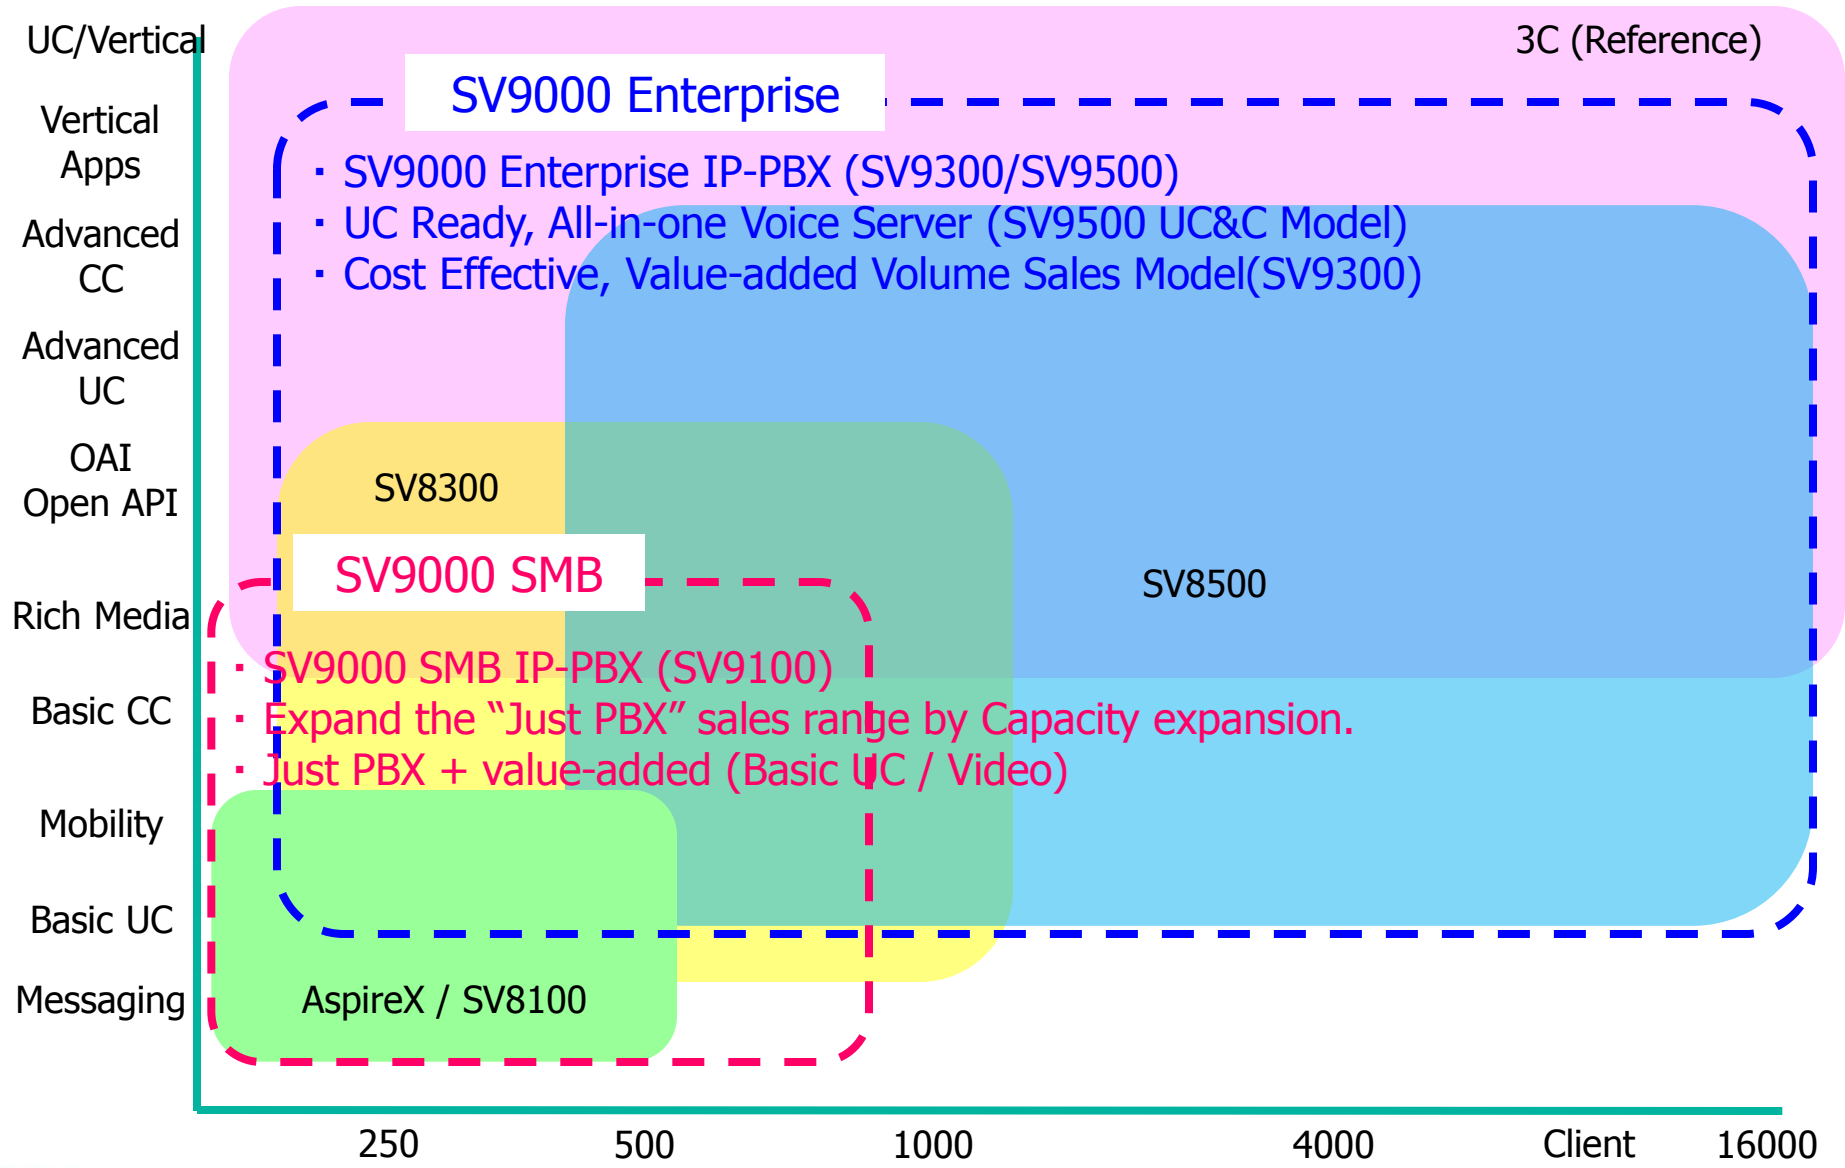 UC/Vertical
3C (Reference)
SV9000 Enterprise
Vertical
Apps
・SV9000 Enterprise IP-PBX (SV9300/SV9500)
・UC Ready, All-in-one Voice Server (SV9500 UC&C Model)
・Cost Effective, Value-added Volume Sales Model(SV9300)
Advanced
CC
Advanced
UC
OAI
Open API
SV8300
SV9000 SMB
SV8500
Rich Media
・SV9000 SMB IP-PBX (SV9100)
・Expand the “Just PBX” sales range by Capacity expansion.
・Just PBX + value-added (Basic UC / Video)
Basic CC
Mobility
Basic UC
Messaging
AspireX / SV8100
250 500 1000 4000 Client 16000